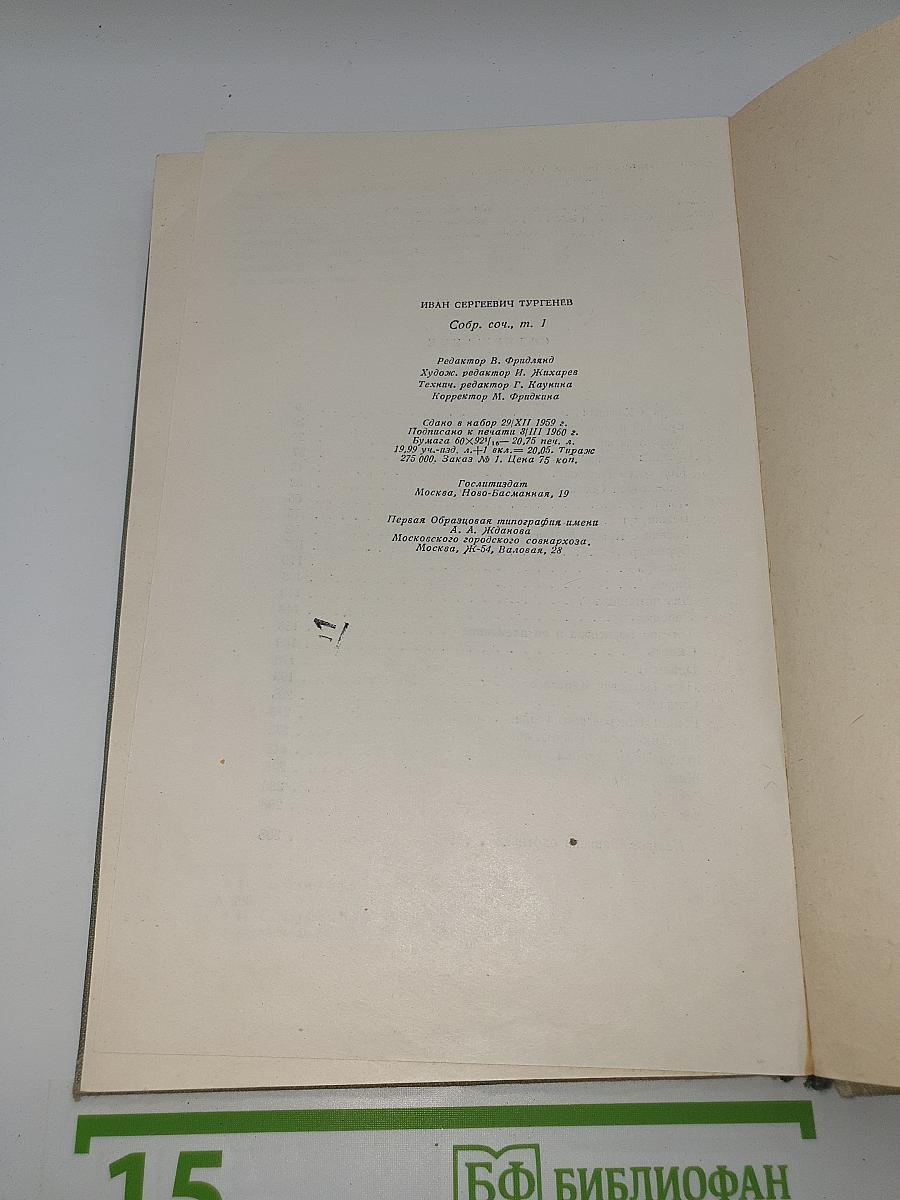 ИВАН СЕРГЕЕВИЧ ТУРГЕНЕВ
Собр. соч., т. 1
Редактор В. Фридлянд
Худож. редактор И. Жихарев
Технич. редактор Г. Каунина
Корректор М. Фридкина
Сдано в набор 29/XII 1959 г.
Подписано к печати 3/III 1960 г.
Бумага 60×92¹/₁₆— 20,75 печ. л.
19,99 уч.-изд. л.+1 вкл.= 20,05. Тираж
275 000. Заказ № 1. Цена 75 коп.
Гослитиздат
Москва, Ново-Басманная, 19
Первая Образцовая типография имени
А. А. Жданова
Московского городского совнархоза.
Москва, Ж-54, Валовая, 28
15
БФ БИБЛИОФАН